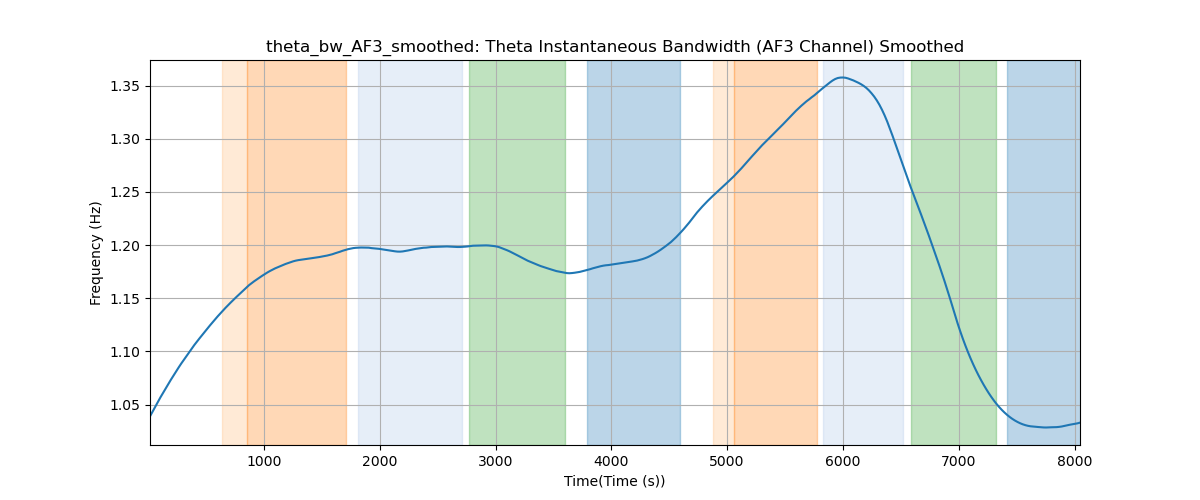 theta_bw_AF3_smoothed: Theta Instantaneous Bandwidth (AF3 Channel) Smoothed
Frequency (Hz)
1.35
1.30
1.25
1.20
1.15
1.10
1.05
1000 2000 3000 4000 5000 6000 7000 8000
Time(Time (s))